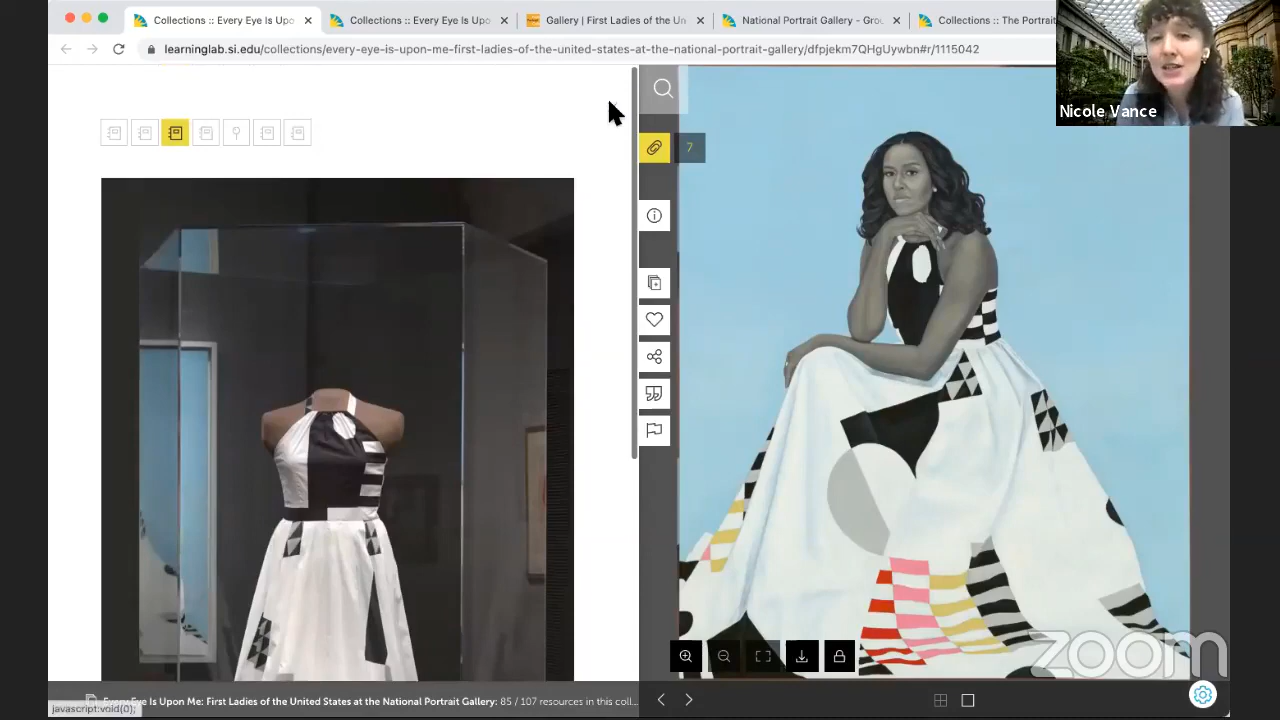 Collections :: Every Eye Is Upo
Collections :: Every Eye Is Upo
Gallery | First Ladies of the Un
National Portrait Gallery - Grou
Collections :: The Portrait
learninglab.si.edu/collections/every-eye-is-upon-me-first-ladies-of-the-united-states-at-the-national-portrait-gallery/dfpjekm7QHgUywbn#r/1115042
Nicole Vance
7
zoom
Every Eye Is Upon Me: First Ladies of the United States at the National Portrait Gallery: 85 / 107 resources in this coll...
javascript:void(0);